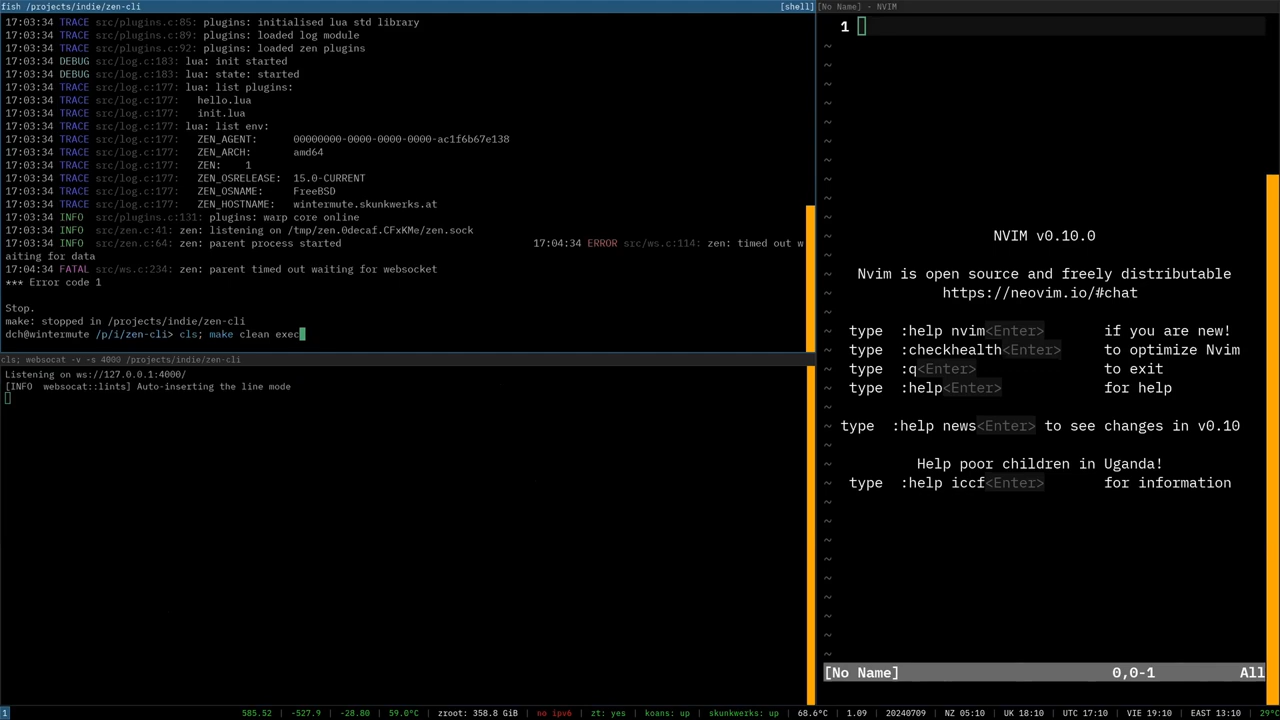 fish /projects/indie/zen-cli [shell]
17:03:34 TRACE src/plugins.c:85: plugins: initialised lua std library
17:03:34 TRACE src/plugins.c:89: plugins: loaded log module
17:03:34 TRACE src/plugins.c:92: plugins: loaded zen plugins
17:03:34 DEBUG src/log.c:183: lua: init started
17:03:34 DEBUG src/log.c:183: lua: state: started
17:03:34 TRACE src/log.c:177: lua: list plugins:
17:03:34 TRACE src/log.c:177: hello.lua
17:03:34 TRACE src/log.c:177: init.lua
17:03:34 TRACE src/log.c:177: lua: list env:
17:03:34 TRACE src/log.c:177: ZEN_AGENT: 00000000-0000-0000-0000-ac1f6b67e138
17:03:34 TRACE src/log.c:177: ZEN_ARCH: amd64
17:03:34 TRACE src/log.c:177: ZEN: 1
17:03:34 TRACE src/log.c:177: ZEN_OSRELEASE: 15.0-CURRENT
17:03:34 TRACE src/log.c:177: ZEN_OSNAME: FreeBSD
17:03:34 TRACE src/log.c:177: ZEN_HOSTNAME: wintermute.skunkwerks.at
17:03:34 INFO src/plugins.c:131: plugins: warp core online
17:03:34 INFO src/zen.c:41: zen: listening on /tmp/zen.0decaf.CFxKMe/zen.sock
17:03:34 INFO src/zen.c:64: zen: parent process started 17:04:34 ERROR src/ws.c:114: zen: timed out w
aiting for data
17:04:34 FATAL src/ws.c:234: zen: parent timed out waiting for websocket
*** Error code 1
Stop.
make: stopped in /projects/indie/zen-cli
dch@wintermute /p/i/zen-cli> cls; make clean exec
cls; websocat -v -s 4000 /projects/indie/zen-cli
Listening on ws://127.0.0.1:4000/
[INFO websocat::lints] Auto-inserting the line mode
[No Name] - NVIM
1
~
~
~
~
~
~
~
~
~
~
~ NVIM v0.10.0
~
~ Nvim is open source and freely distributable
~ https://neovim.io/#chat
~
~ type :help nvim<Enter> if you are new!
~ type :checkhealth<Enter> to optimize Nvim
~ type :q<Enter> to exit
~ type :help<Enter> for help
~
~ type :help news<Enter> to see changes in v0.10
~
~ Help poor children in Uganda!
~ type :help iccf<Enter> for information
~
~
~
~
~
~
~
~
~
[No Name] 0,0-1 All
1 585.52 | -527.9 | -28.80 | 59.0°C | zroot: 358.8 GiB | no ipv6 | zt: yes | koans: up | skunkwerks: up | 68.6°C | 1.09 | 20240709 | NZ 05:10 | UK 18:10 | UTC 17:10 | VIE 19:10 | EAST 13:10 | 29°